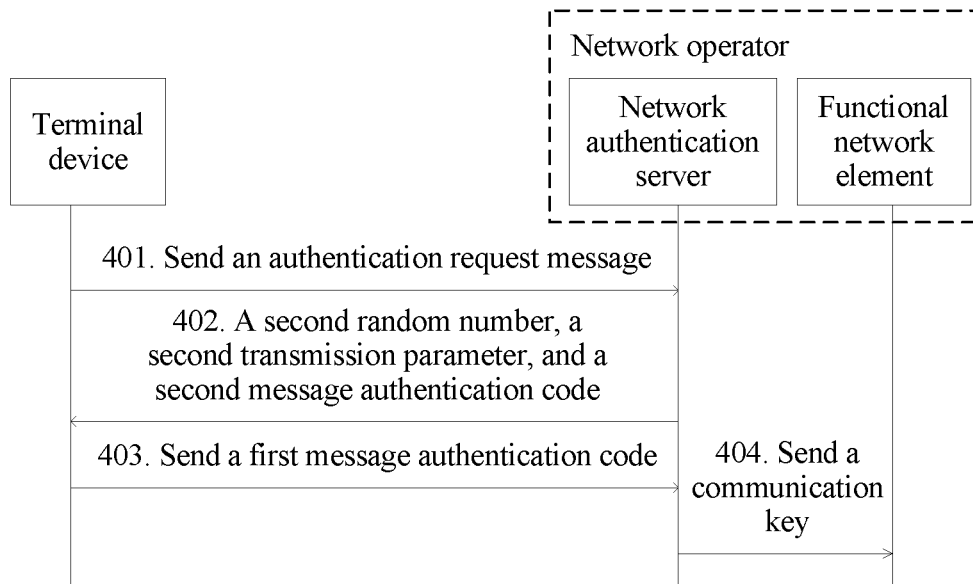 Network operator
Terminal
device
Network
authentication
server
Functional
network
element
401. Send an authentication request message
402. A second random number, a
second transmission parameter, and a
second message authentication code
403. Send a first message authentication code
404. Send a
communication
key